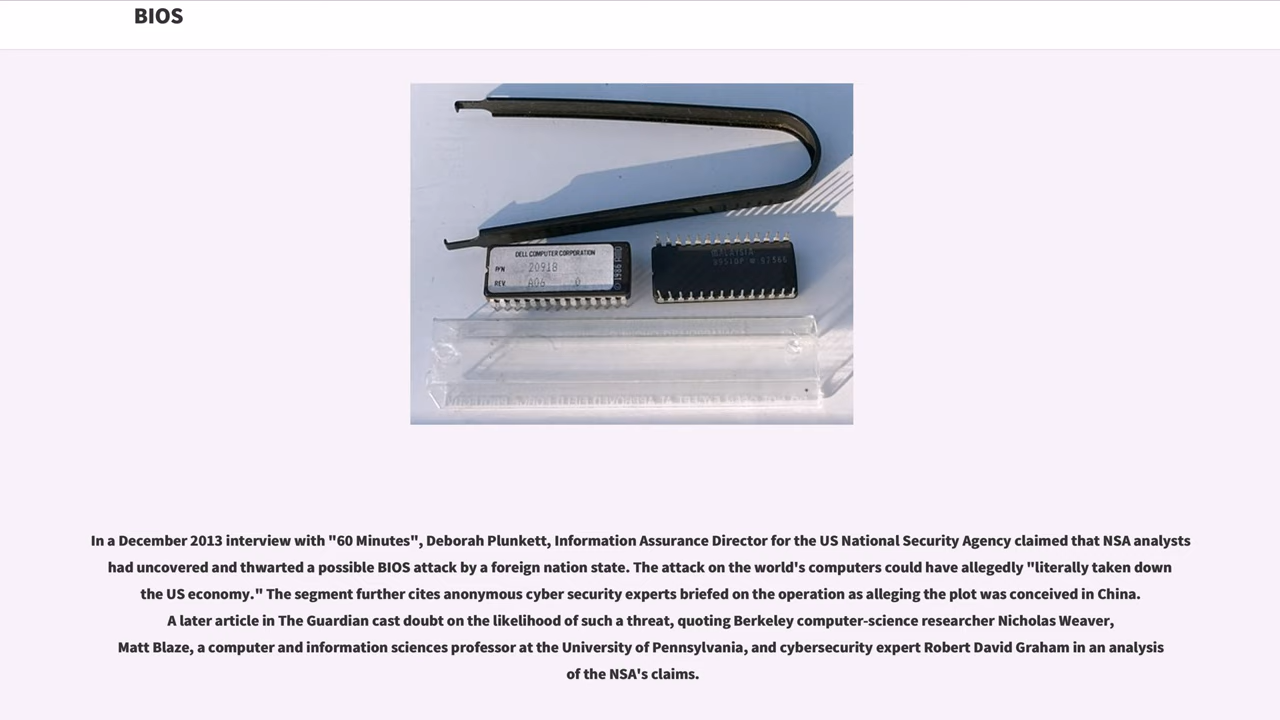 BIOS
DELL COMPUTER CORPORATION
P/N 20918
REV. A06 0
In a December 2013 interview with "60 Minutes", Deborah Plunkett, Information Assurance Director for the US National Security Agency claimed that NSA analysts
had uncovered and thwarted a possible BIOS attack by a foreign nation state. The attack on the world's computers could have allegedly "literally taken down
the US economy." The segment further cites anonymous cyber security experts briefed on the operation as alleging the plot was conceived in China.
A later article in The Guardian cast doubt on the likelihood of such a threat, quoting Berkeley computer-science researcher Nicholas Weaver,
Matt Blaze, a computer and information sciences professor at the University of Pennsylvania, and cybersecurity expert Robert David Graham in an analysis
of the NSA's claims.